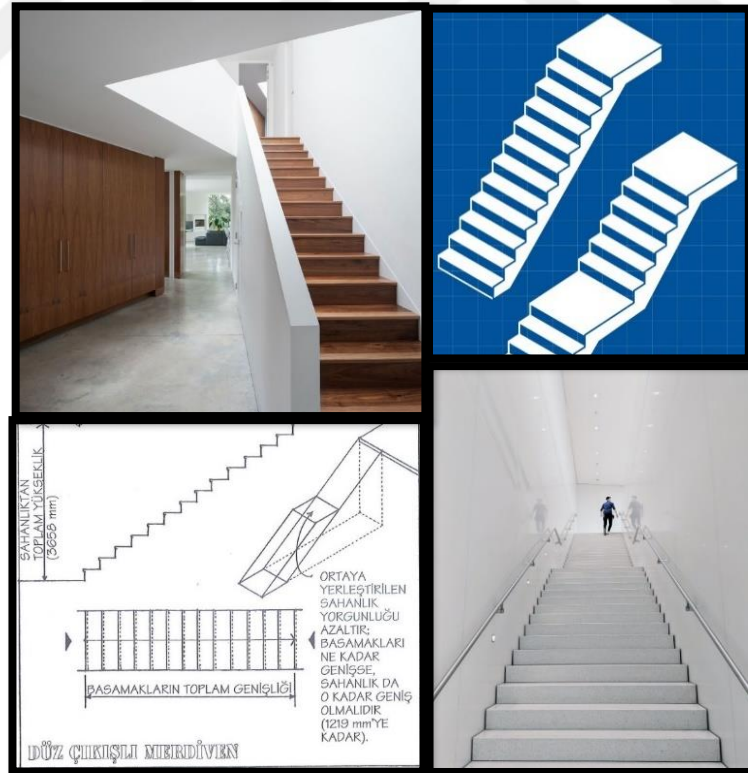 SAHANLIKTAN
TOPLAM YÜKSEKLİK
(3658 mm)
ORTAYA
YERLEŞTİRİLEN
SAHANLIK
YORGUNLUĞU
AZALTIR;
BASAMAKLARI
NE KADAR
GENİŞSE,
SAHANLIK DA
O KADAR GENİŞ
OLMALIDIR
(1219 mm'YE
KADAR).
BASAMAKLARIN TOPLAM GENİŞLİĞİ
DÜZ ÇIKIŞLI MERDİVEN